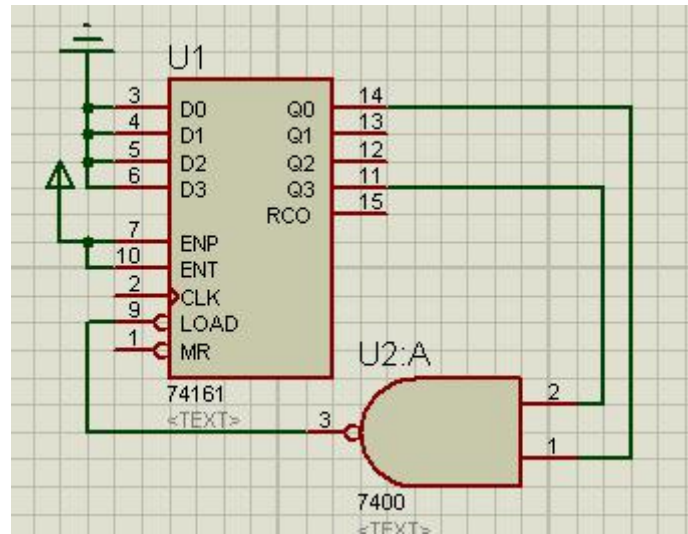 U1
3 D0 Q0 14
4 D1 Q1 13
5 D2 Q2 12
6 D3 Q3 11
RCO 15
7 ENP
10 ENT
2 CLK
9 LOAD
1 MR
74161
<TEXT>
U2:A
3
2
1
7400
<TEXT>